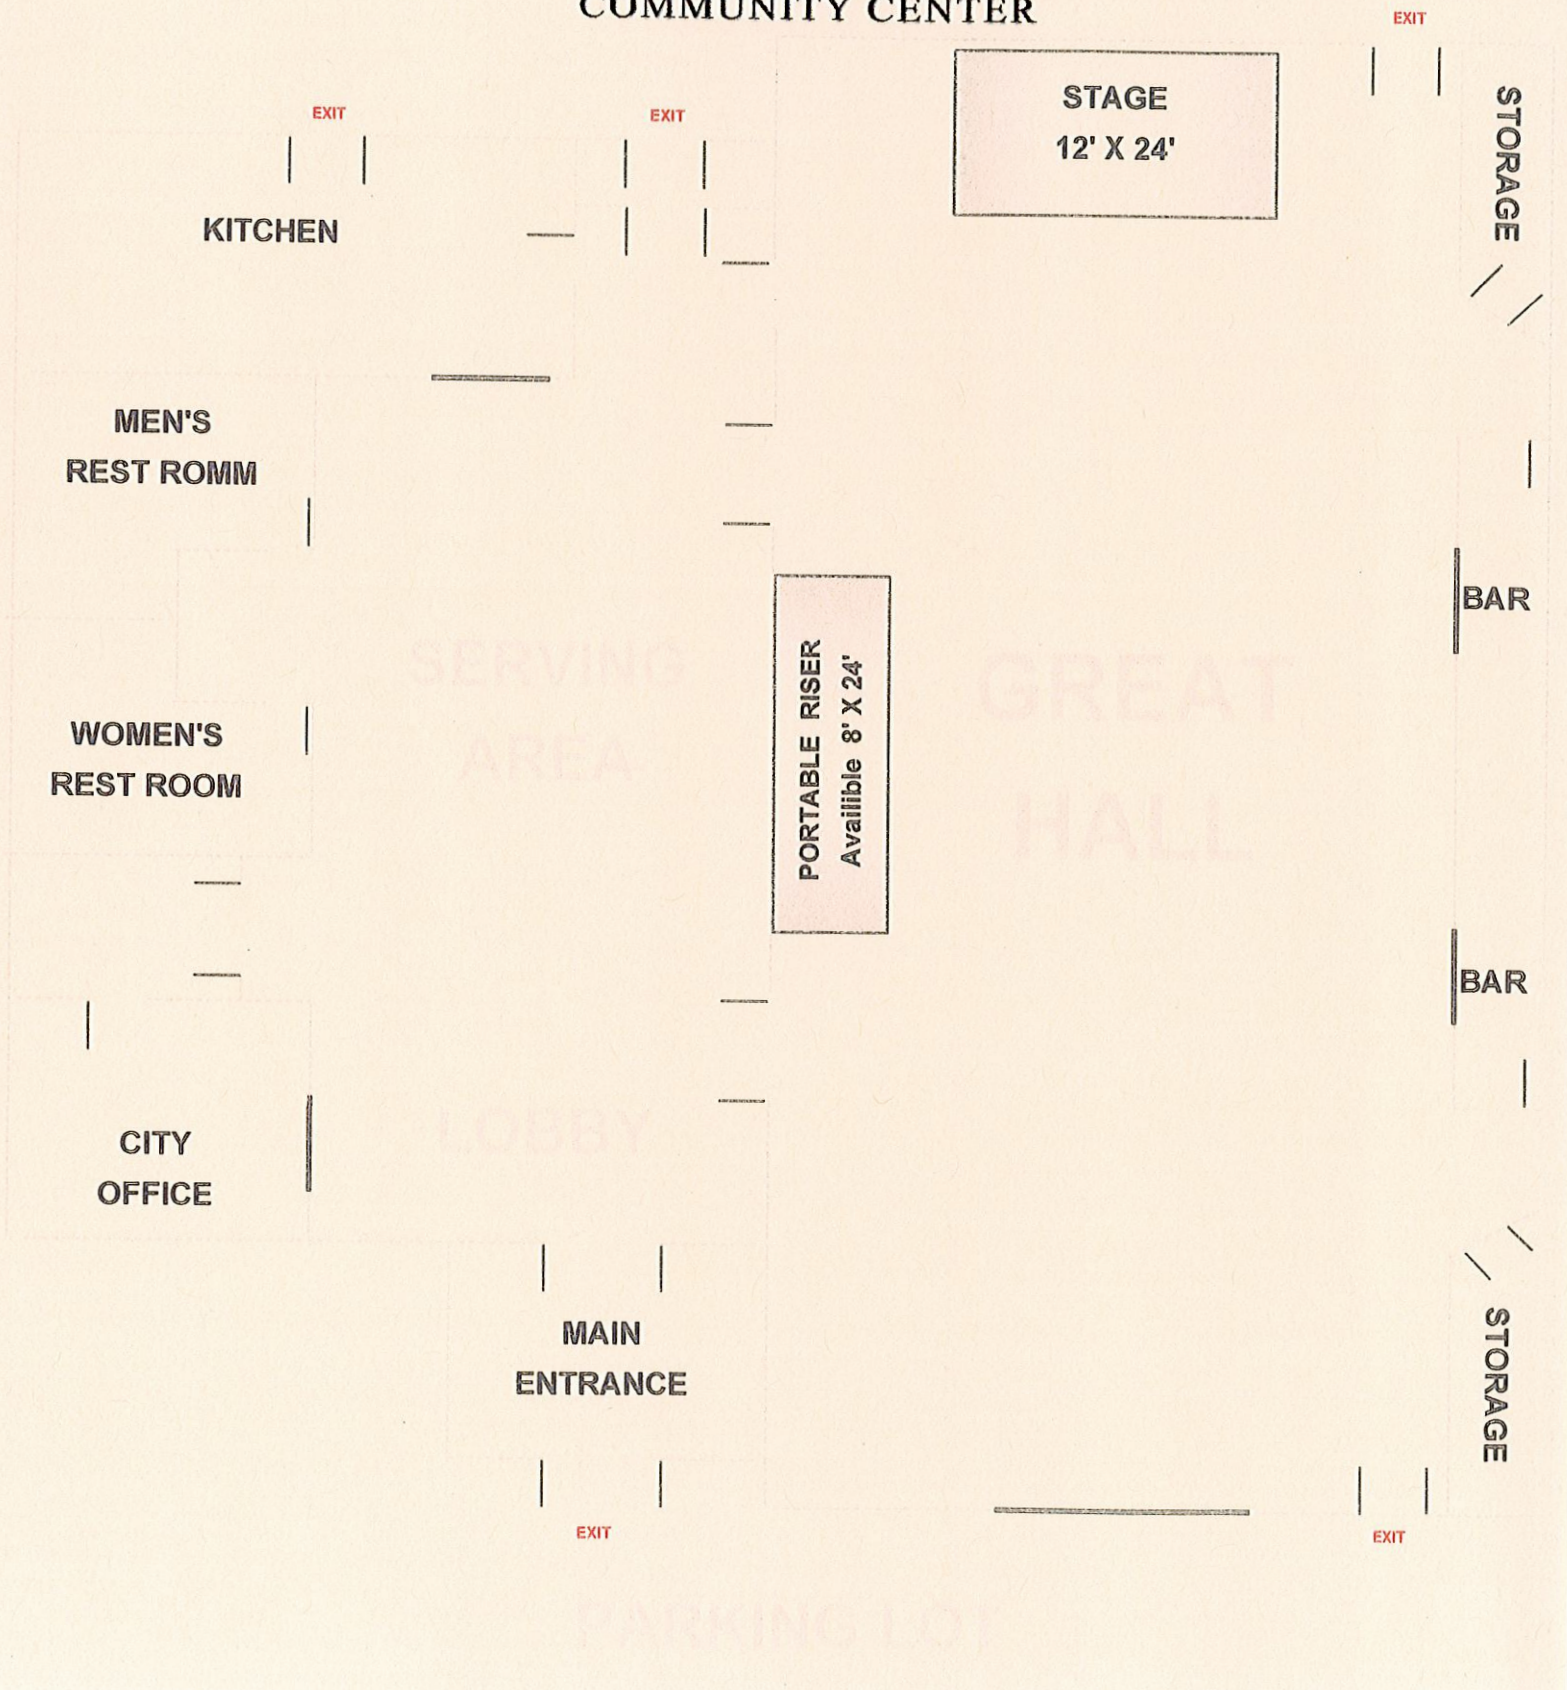 COMMUNITY CENTER
EXIT
EXIT
EXIT
STAGE
12' X 24'
STORAGE
KITCHEN
MEN'S
REST ROMM
BAR
SERVING
AREA
GREAT
HALL
PORTABLE RISER
Availible 8' X 24'
WOMEN'S
REST ROOM
BAR
CITY
OFFICE
LOBBY
MAIN
ENTRANCE
STORAGE
EXIT
EXIT
PARKING LOT